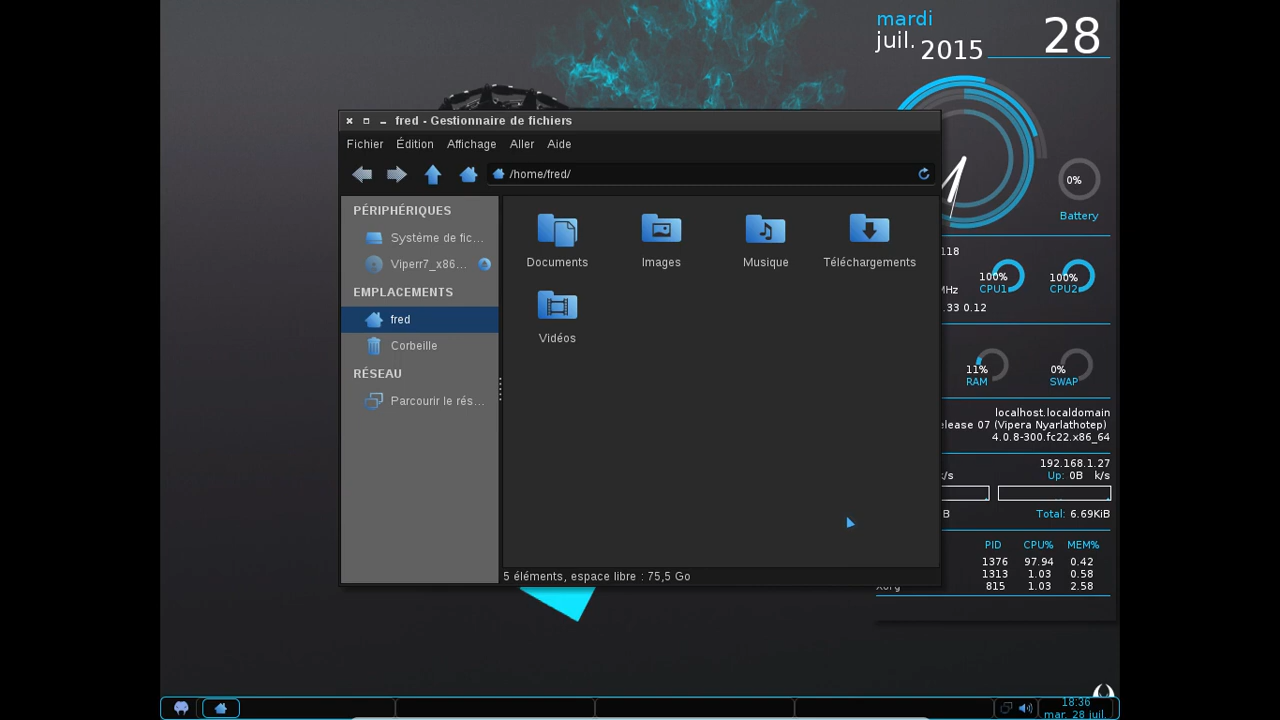 mardi
juil. 2015 28
fred - Gestionnaire de fichiers
Fichier Édition Affichage Aller Aide
/home/fred/
PÉRIPHÉRIQUES
Systéme de fic...
Viperr7_x86...
EMPLACEMENTS
fred
Corbeille
RÉSEAU
Parcourir le rés...
Documents Images Musique Téléchargements
Vidéos
5 éléments, espace libre : 75,5 Go
0%
Battery
118
100% 100%
CPU1 CPU2
MHz
.33 0.12
11% 0%
RAM SWAP
localhost.localdomain
elease 07 (Vipera Nyarlathotep)
4.0.8-300.fc22.x86_64
192.168.1.27
k/s Up: 0B k/s
B Total: 6.69KiB
PID CPU% MEM%
1376 97.94 0.42
1313 1.03 0.58
Xorg 815 1.03 2.58
18:36
mar. 28 juil.